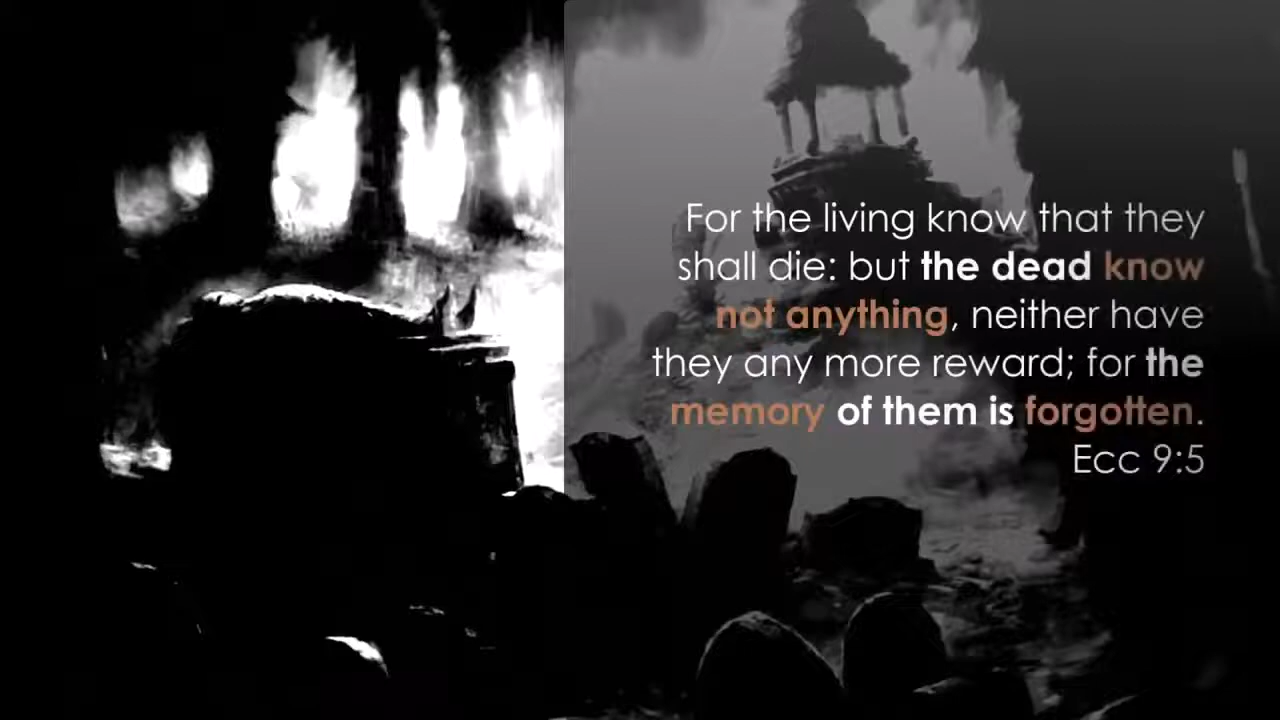 For the living know that they
shall die: but the dead know
not anything, neither have
they any more reward; for the
memory of them is forgotten.
Ecc 9:5